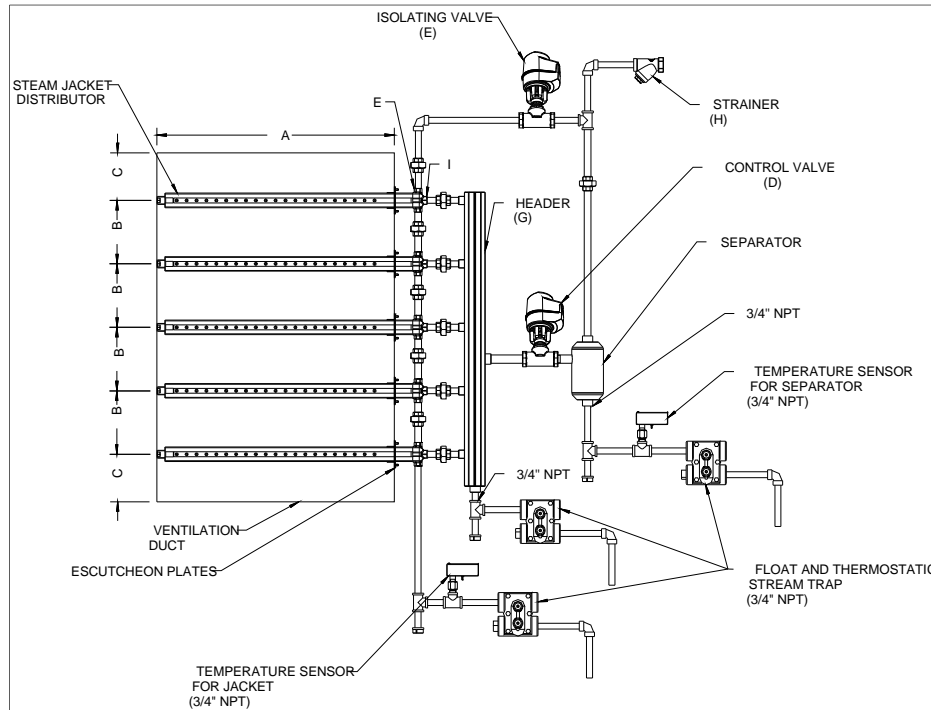 ISOLATING VALVE
(E)
STEAM JACKET
DISTRIBUTOR
E
A
STRAINER
(H)
C
I
CONTROL VALVE
(D)
HEADER
(G)
B
SEPARATOR
B
3/4" NPT
B
TEMPERATURE SENSOR
FOR SEPARATOR
(3/4" NPT)
B
C
3/4" NPT
VENTILATION
DUCT
ESCUTCHEON PLATES
FLOAT AND THERMOSTATIC
STREAM TRAP
(3/4" NPT)
TEMPERATURE SENSOR
FOR JACKET
(3/4" NPT)